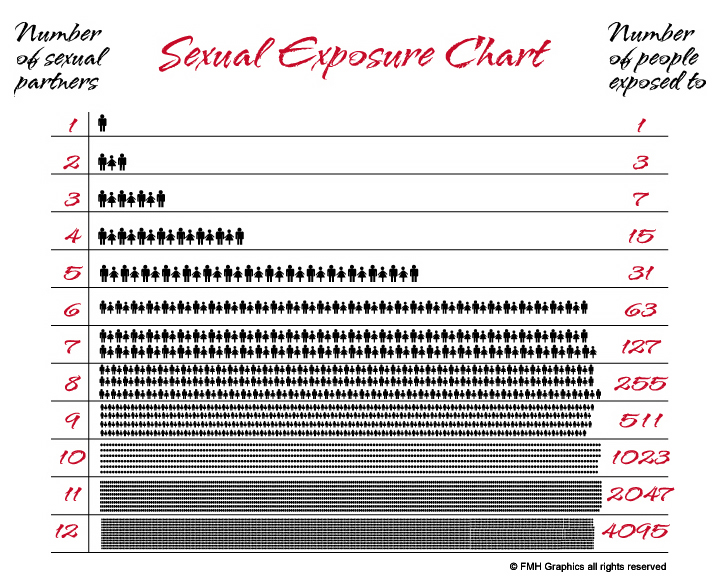 Number
of sexual
partners
Sexual Exposure Chart
Number
of people
exposed to
1 1
2 3
3 7
4 15
5 31
6 63
7 127
8 255
9 511
10 1023
11 2047
12 4095
© FMH Graphics all rights reserved